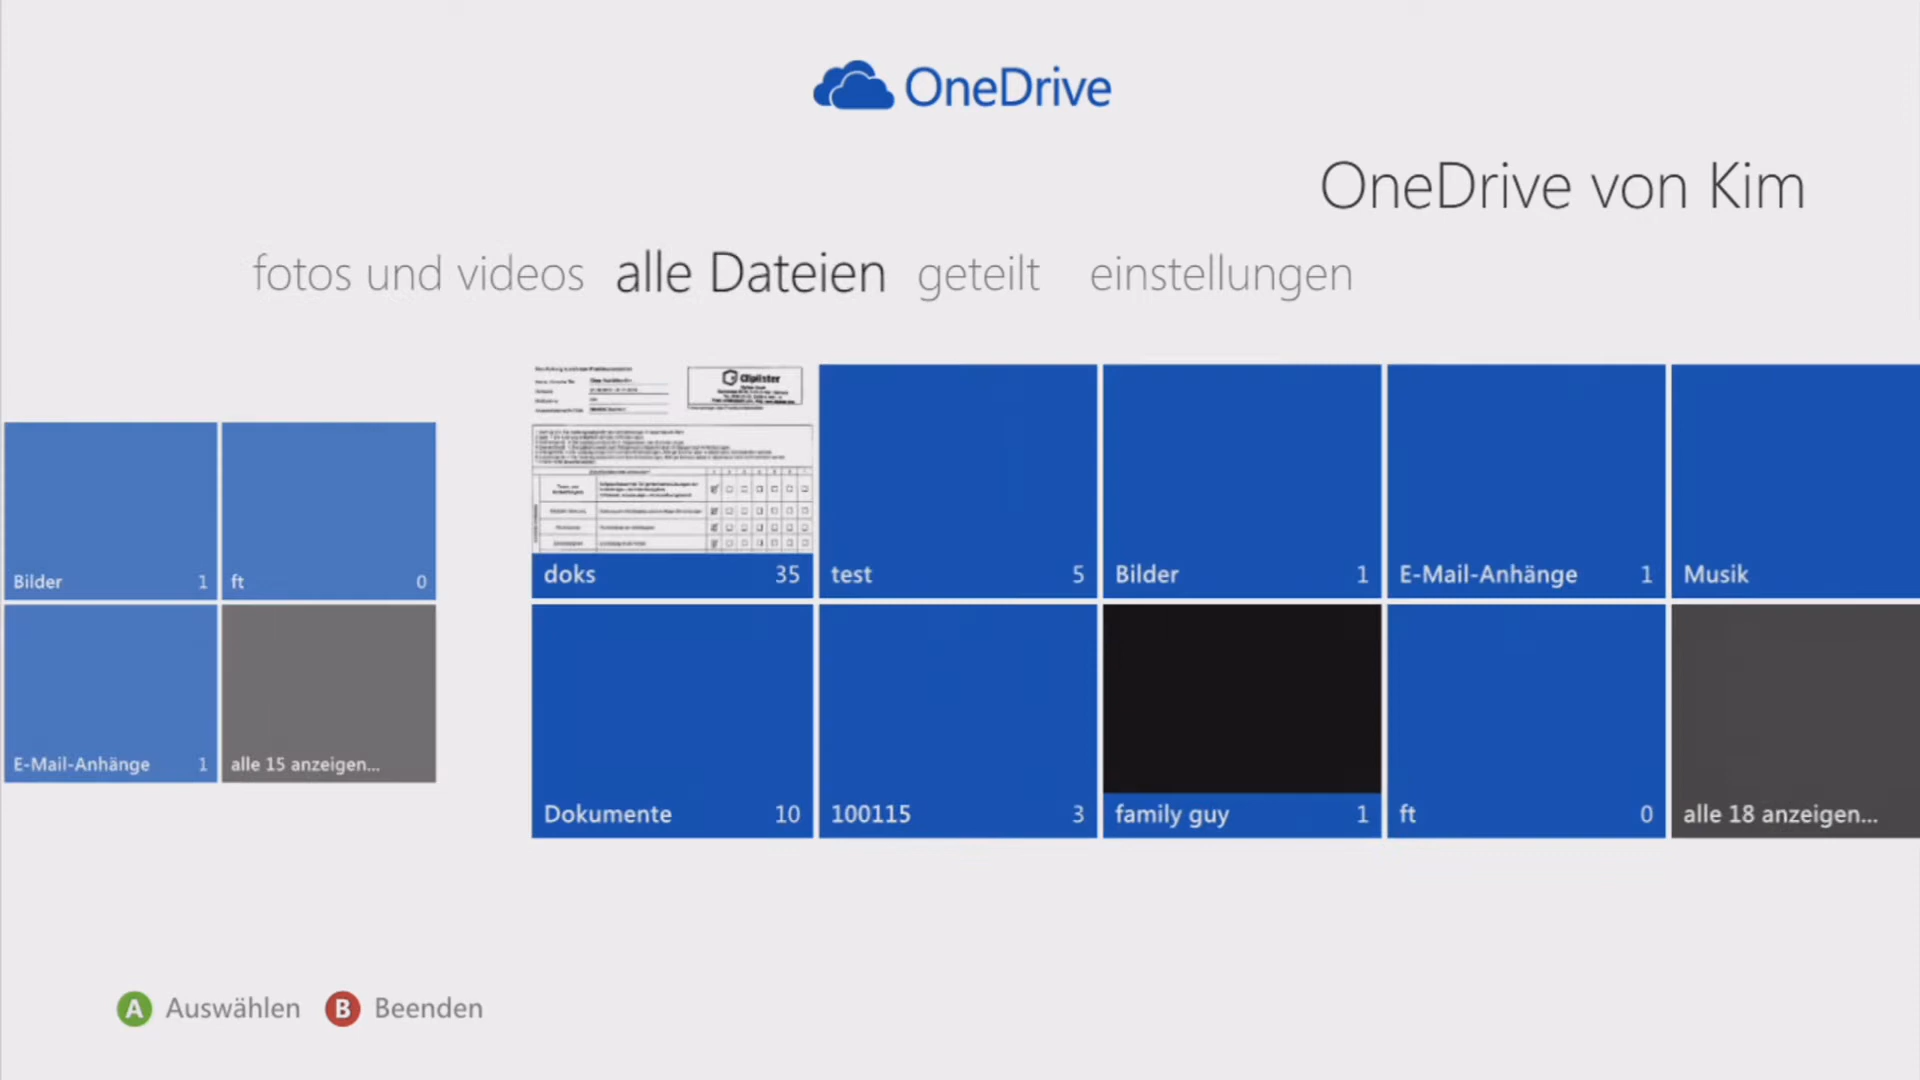 OneDrive
OneDrive von Kim
fotos und videos alle Dateien geteilt einstellungen
Cliplister
Bilder 1 ft 0
E-Mail-Anhänge 1 alle 15 anzeigen...
doks 35 test 5 Bilder 1 E-Mail-Anhänge 1 Musik
Dokumente 10 100115 3 family guy 1 ft 0 alle 18 anzeigen...
A Auswählen B Beenden